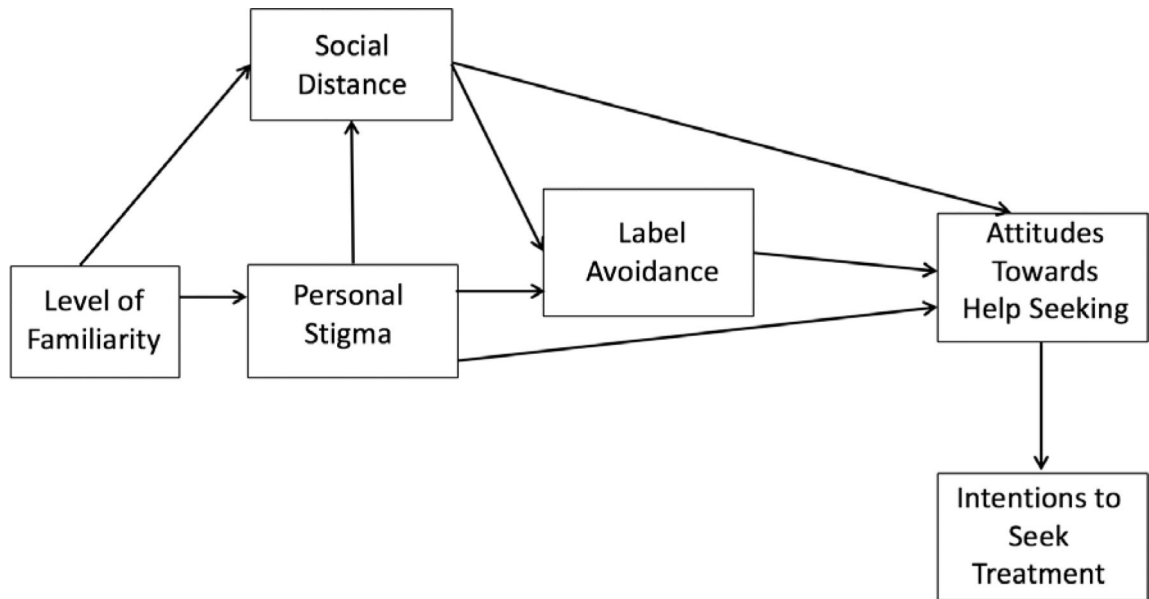 Social
Distance
Level of
Familiarity
Personal
Stigma
Label
Avoidance
Attitudes
Towards
Help Seeking
Intentions to
Seek
Treatment